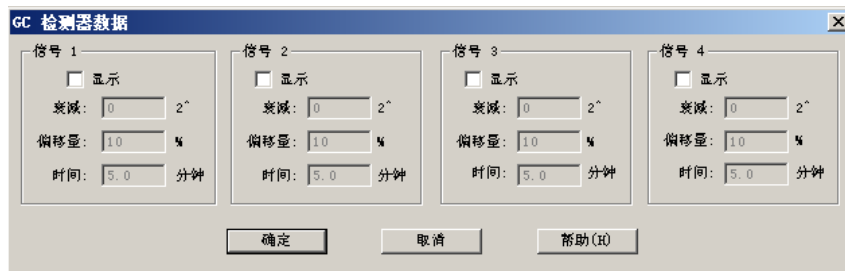 GC 检测器数据
信号 1 信号 2 信号 3 信号 4
显示 显示 显示 显示
衰减: 0 2^ 衰减: 0 2^ 衰减: 0 2^ 衰减: 0 2^
偏移量: 10 % 偏移量: 10 % 偏移量: 10 % 偏移量: 10 %
时间: 5.0 分钟 时间: 5.0 分钟 时间: 5.0 分钟 时间: 5.0 分钟
确定 取消 帮助(H)